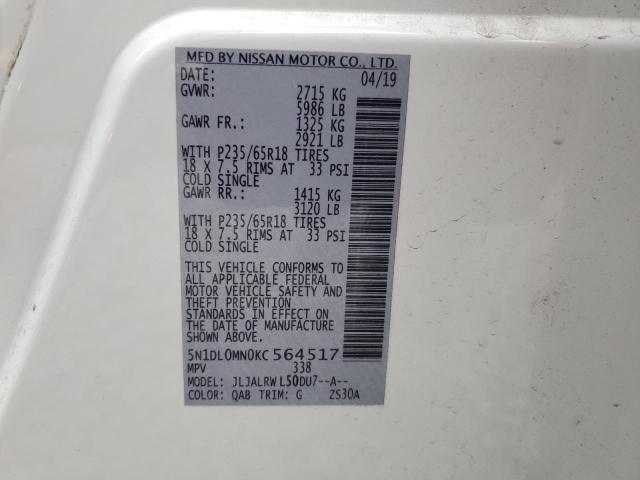 MFD BY NISSAN MOTOR CO., LTD.
DATE: 04/19
GVWR: 2715 KG
5986 LB
GAWR FR.: 1325 KG
2921 LB
WITH P235/65R18 TIRES
18 X 7.5 RIMS AT 33 PSI
COLD SINGLE
GAWR RR.: 1415 KG
3120 LB
WITH P235/65R18 TIRES
18 X 7.5 RIMS AT 33 PSI
COLD SINGLE
THIS VEHICLE CONFORMS TO
ALL APPLICABLE FEDERAL
MOTOR VEHICLE SAFETY AND
THEFT PREVENTION
STANDARDS IN EFFECT ON
THE DATE OF MANUFACTURE
SHOWN ABOVE.
5N1DL0MN0KC 564517
MPV 338
MODEL: JLJALRW L50DU7--A--
COLOR: QAB TRIM: G ZS30A